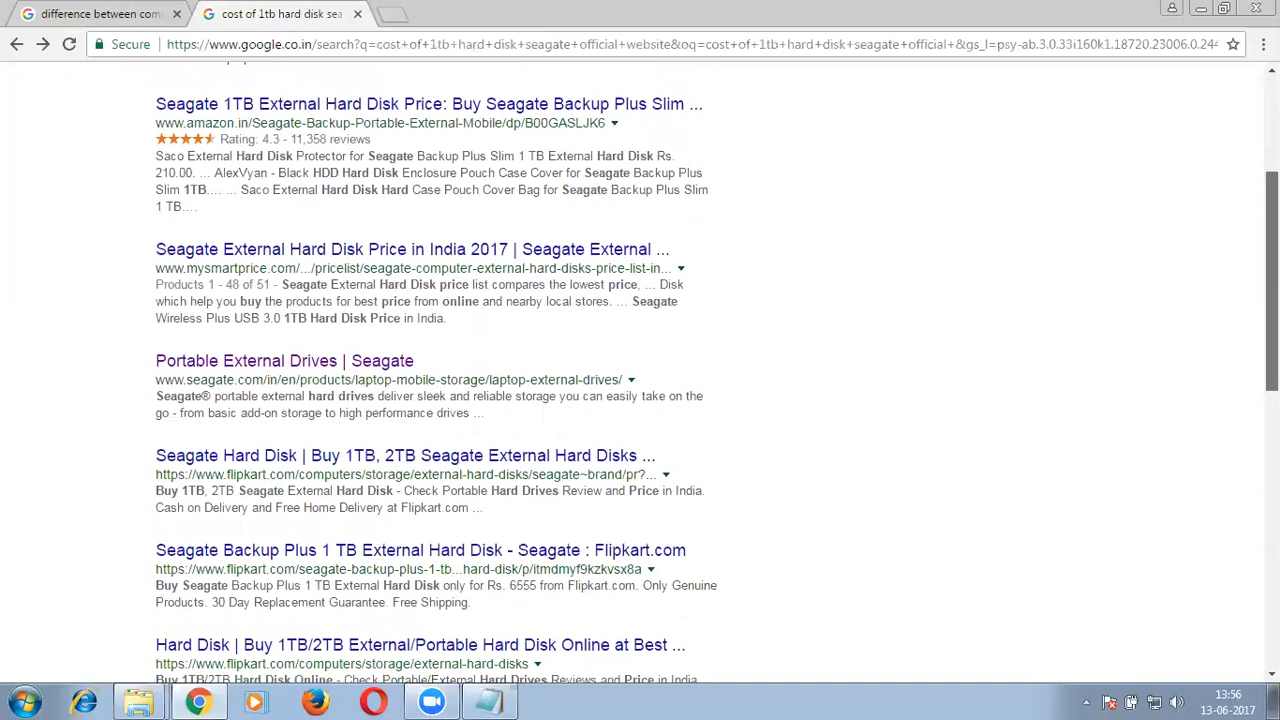 difference between com
cost of 1tb hard disk sea
Secure
https://www.google.co.in/search?q=cost+of+1tb+hard+disk+seagate+official+website&oq=cost+of+1tb+hard+disk+seagate+official+&gs_l=psy-ab.3.0.33i160k1.18720.23006.0.244
Seagate 1TB External Hard Disk Price: Buy Seagate Backup Plus Slim ...
www.amazon.in/Seagate-Backup-Portable-External-Mobile/dp/B00GASLJK6
Rating: 4.3 - 11,358 reviews
Saco External Hard Disk Protector for Seagate Backup Plus Slim 1 TB External Hard Disk Rs.
210.00. ... AlexVyan - Black HDD Hard Disk Enclosure Pouch Case Cover for Seagate Backup Plus
Slim 1TB.... ... Saco External Hard Disk Hard Case Pouch Cover Bag for Seagate Backup Plus Slim
1 TB....
Seagate External Hard Disk Price in India 2017 | Seagate External ...
www.mysmartprice.com/.../pricelist/seagate-computer-external-hard-disks-price-list-in...
Products 1 - 48 of 51 - Seagate External Hard Disk price list compares the lowest price, ... Disk
which help you buy the products for best price from online and nearby local stores. ... Seagate
Wireless Plus USB 3.0 1TB Hard Disk Price in India.
Portable External Drives | Seagate
www.seagate.com/in/en/products/laptop-mobile-storage/laptop-external-drives/
Seagate® portable external hard drives deliver sleek and reliable storage you can easily take on the
go - from basic add-on storage to high performance drives ...
Seagate Hard Disk | Buy 1TB, 2TB Seagate External Hard Disks ...
https://www.flipkart.com/computers/storage/external-hard-disks/seagate~brand/pr?...
Buy 1TB, 2TB Seagate External Hard Disk - Check Portable Hard Drives Review and Price in India.
Cash on Delivery and Free Home Delivery at Flipkart.com ...
Seagate Backup Plus 1 TB External Hard Disk - Seagate : Flipkart.com
https://www.flipkart.com/seagate-backup-plus-1-tb...hard-disk/p/itmdmyf9kzkvsx8a
Buy Seagate Backup Plus 1 TB External Hard Disk only for Rs. 6555 from Flipkart.com. Only Genuine
Products. 30 Day Replacement Guarantee. Free Shipping.
Hard Disk | Buy 1TB/2TB External/Portable Hard Disk Online at Best ...
https://www.flipkart.com/computers/storage/external-hard-disks
Buy 1TB/2TB Hard Disk Online - Check Portable/External Hard Drives Reviews and Price in India
13:56
13-06-2017